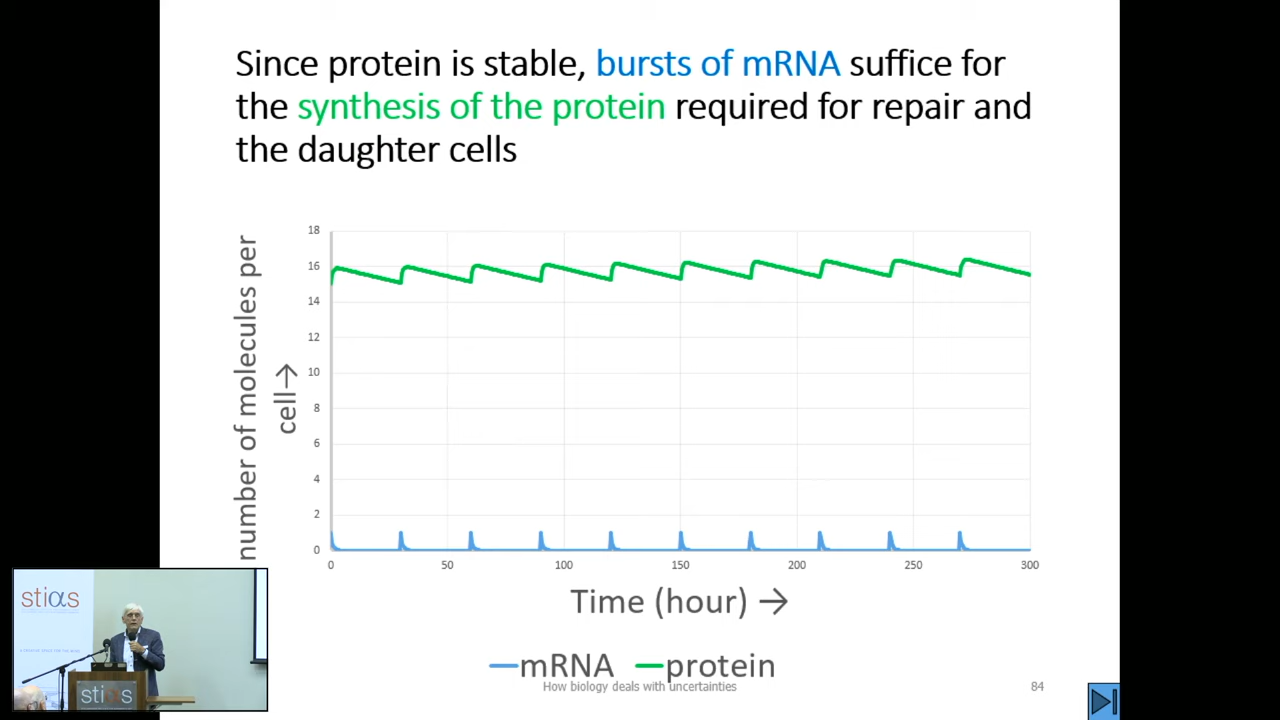 Since protein is stable, bursts of mRNA suffice for
the synthesis of the protein required for repair and
the daughter cells
number of molecules per
cell→
18
16
14
12
10
8
6
4
2
0
0 50 100 150 200 250 300
Time (hour) →
mRNA protein
How biology deals with uncertainties
84
stiαs
stiαs